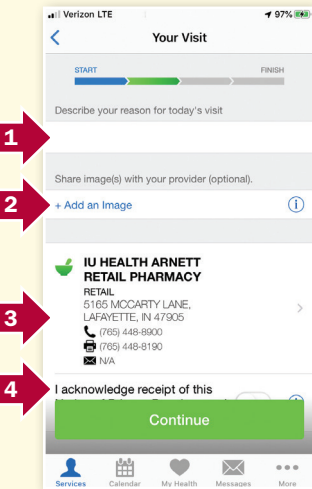 Verizon LTE
97%
Your Visit
START
FINISH
Describe your reason for today's visit
1
Share image(s) with your provider (optional).
2
+ Add an Image
i
IU HEALTH ARNETT
RETAIL PHARMACY
RETAIL
5165 MCCARTY LANE,
LAFAYETTE, IN 47905
3
(765) 448-8900
(765) 448-8190
N/A
4
I acknowledge receipt of this
Continue
Services Calendar My Health Messages More